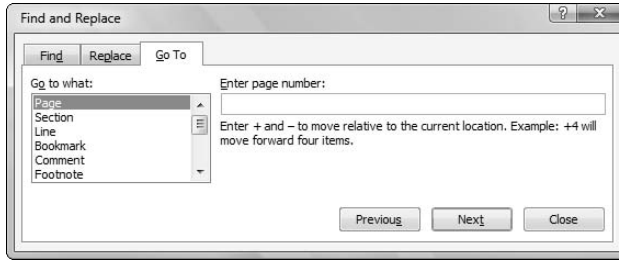 Find and Replace
Find Replace Go To
Go to what:
Page
Section
Line
Bookmark
Comment
Footnote
Enter page number:
Enter + and – to move relative to the current location. Example: +4 will
move forward four items.
Previous Next Close